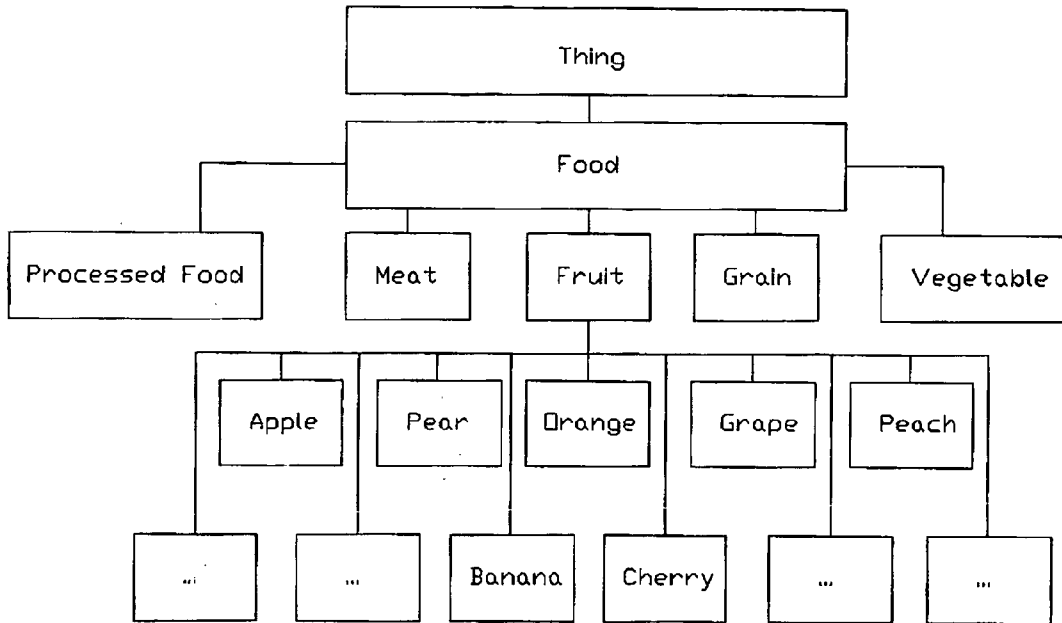 Thing
Food
Processed Food
Meat
Fruit
Grain
Vegetable
Apple
Pear
Orange
Grape
Peach
...
...
Banana
Cherry
...
...